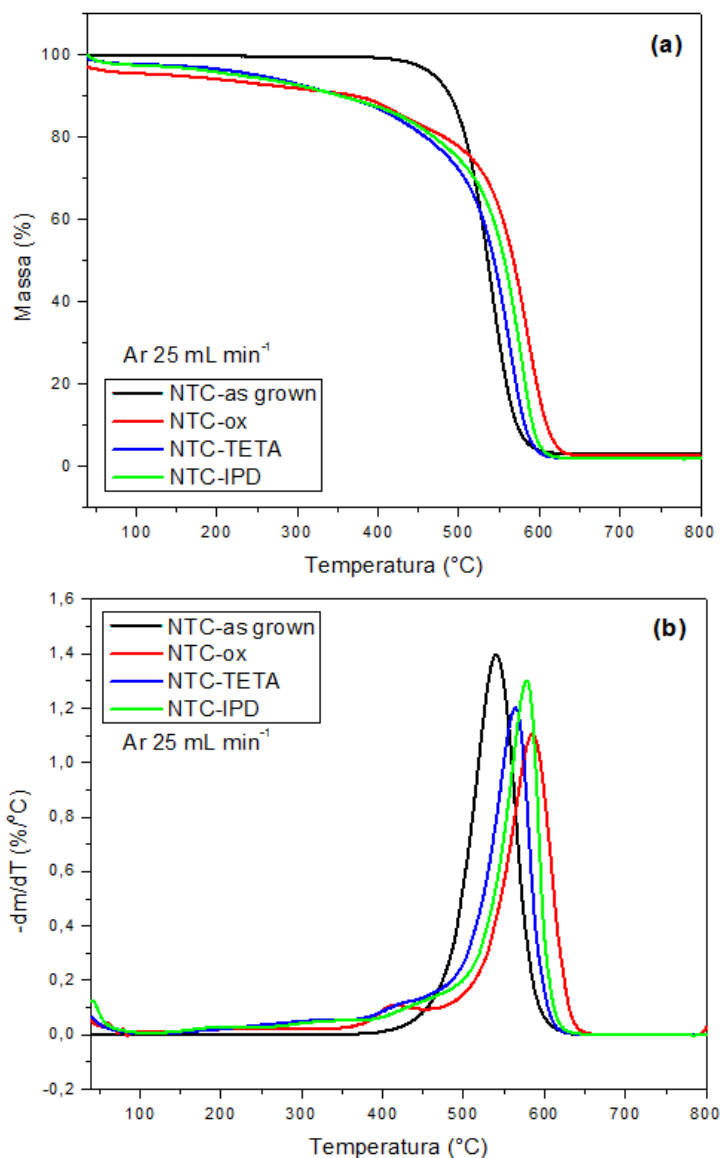 (a)
100
80
60
40
20
0
Massa (%)
Ar 25 mL min⁻¹
NTC-as grown
NTC-ox
NTC-TETA
NTC-IPD
100 200 300 400 500 600 700 800
Temperatura (°C)
(b)
1,6
1,4
1,2
1,0
0,8
0,6
0,4
0,2
0,0
-0,2
-dm/dT (%/°C)
NTC-as grown
NTC-ox
NTC-TETA
NTC-IPD
Ar 25 mL min⁻¹
100 200 300 400 500 600 700 800
Temperatura (°C)